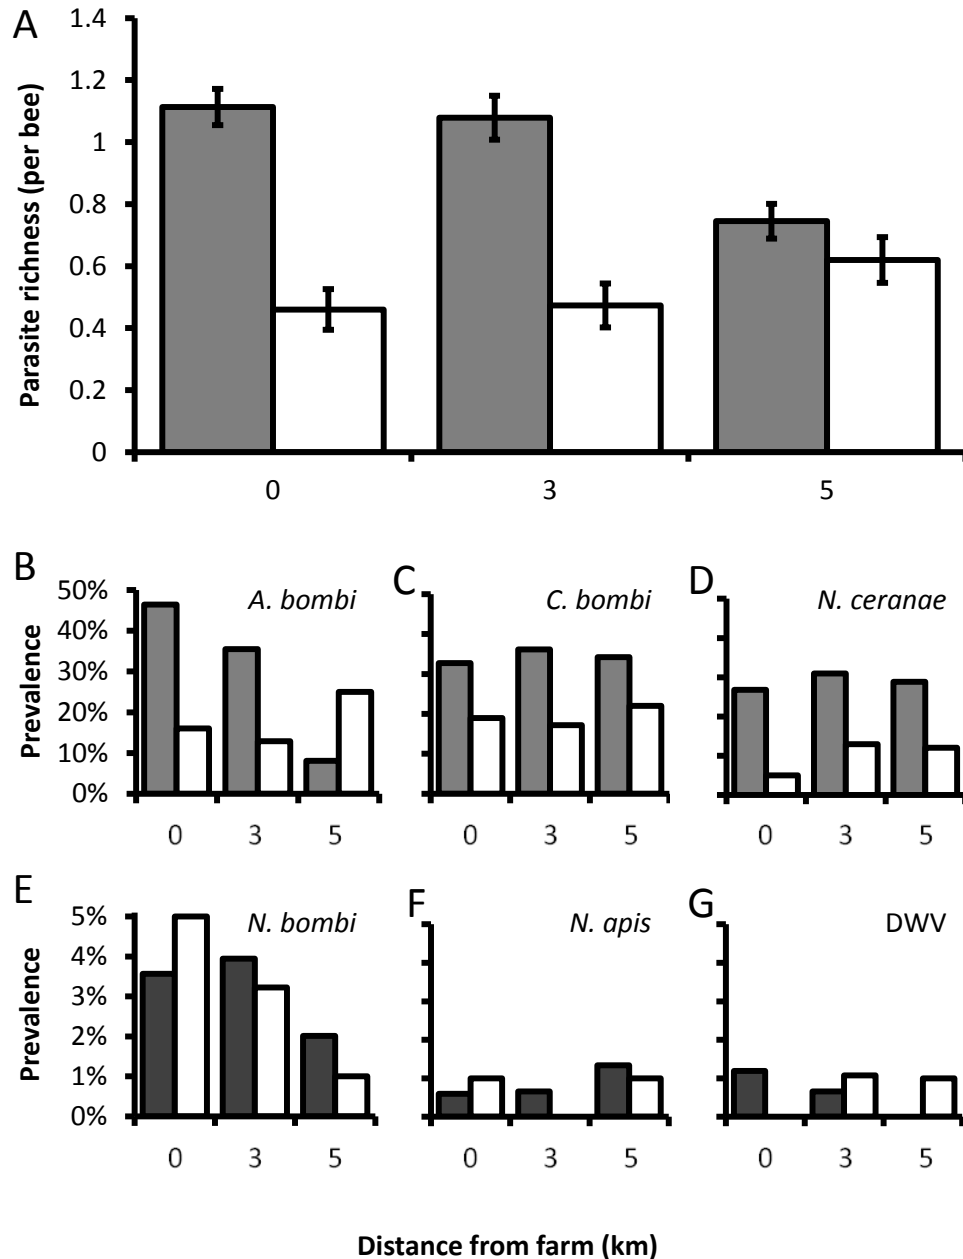 A
Parasite richness (per bee)
1.4
1.2
1
0.8
0.6
0.4
0.2
0
0 3 5
B
Prevalence
50%
40%
30%
20%
10%
0%
A. bombi
0 3 5
C
C. bombi
0 3 5
D
N. ceranae
0 3 5
E
Prevalence
5%
4%
3%
2%
1%
0%
N. bombi
0 3 5
F
N. apis
0 3 5
G
DWV
0 3 5
Distance from farm (km)